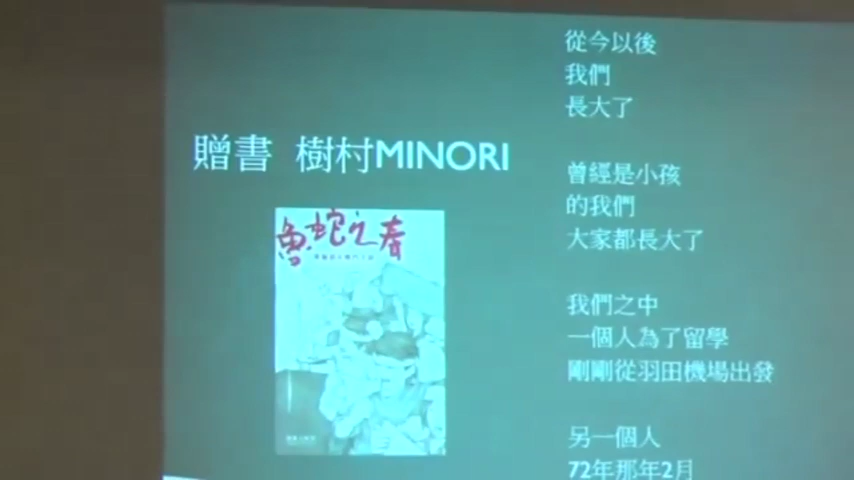 贈書 樹村MINORI
魯蛇之春
從今以後
我們
長大了
曾經是小孩
的我們
大家都長大了
我們之中
一個人為了留學
剛剛從羽田機場出發
另一個人
72年那年2月